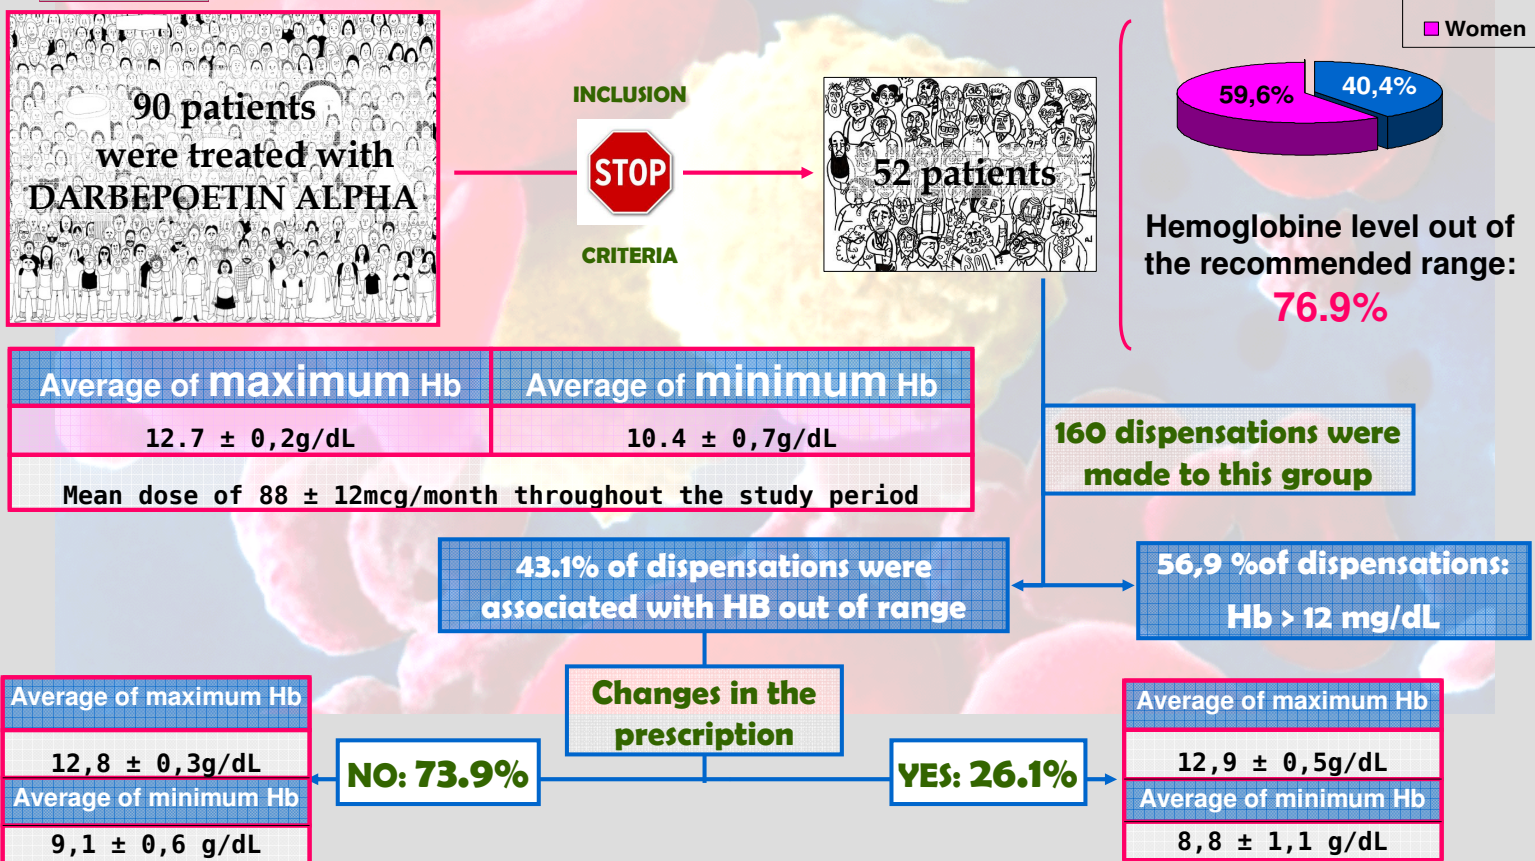 90 patients
were treated with
DARBEPOETIN ALPHA
INCLUSION
STOP
CRITERIA
52 patients
Women
59,6%
40,4%
Hemoglobine level out of
the recommended range:
76.9%
Average of maximum Hb
Average of minimum Hb
12.7 ± 0,2g/dL
10.4 ± 0,7g/dL
Mean dose of 88 ± 12mcg/month throughout the study period
160 dispensations were
made to this group
43.1% of dispensations were
associated with HB out of range
56,9 %of dispensations:
Hb > 12 mg/dL
Changes in the
prescription
NO: 73.9%
YES: 26.1%
Average of maximum Hb
12,8 ± 0,3g/dL
Average of minimum Hb
9,1 ± 0,6 g/dL
Average of maximum Hb
12,9 ± 0,5g/dL
Average of minimum Hb
8,8 ± 1,1 g/dL